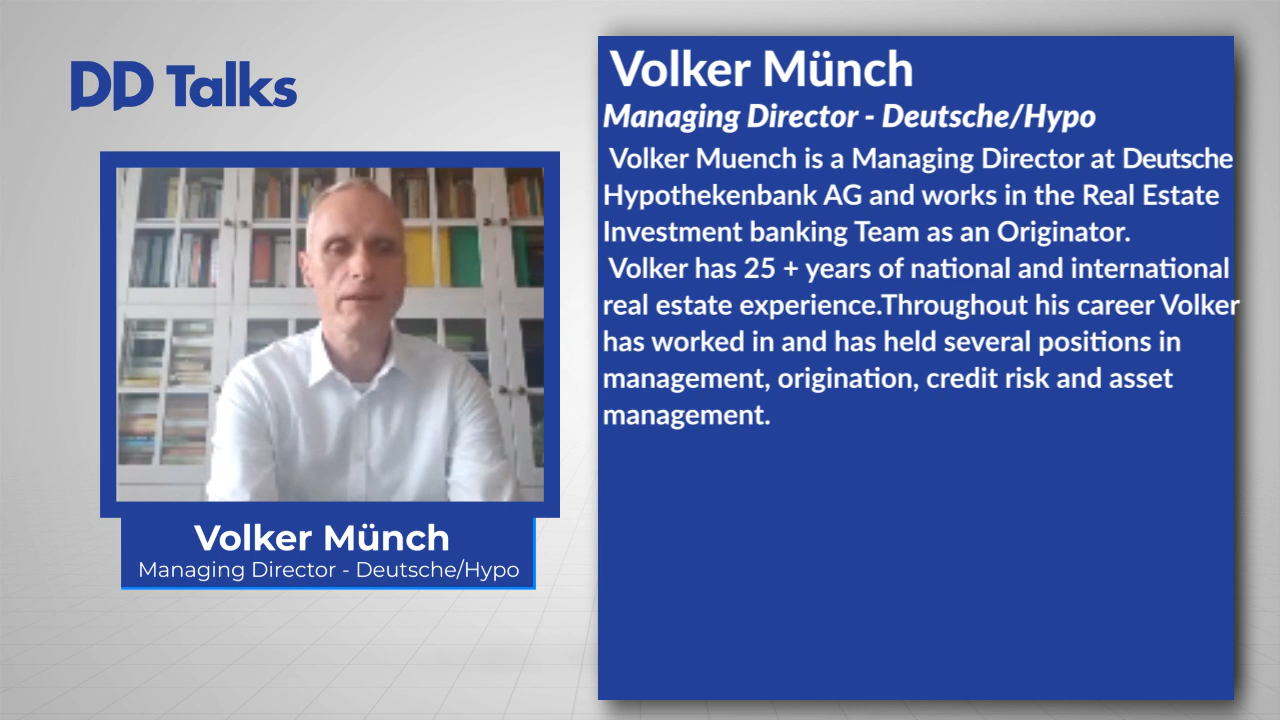 DD Talks
Volker Münch
Managing Director - Deutsche/Hypo
Volker Münch
Managing Director - Deutsche/Hypo
Volker Muench is a Managing Director at Deutsche
Hypothekenbank AG and works in the Real Estate
Investment banking Team as an Originator.
Volker has 25 + years of national and international
real estate experience.Throughout his career Volker
has worked in and has held several positions in
management, origination, credit risk and asset
management.